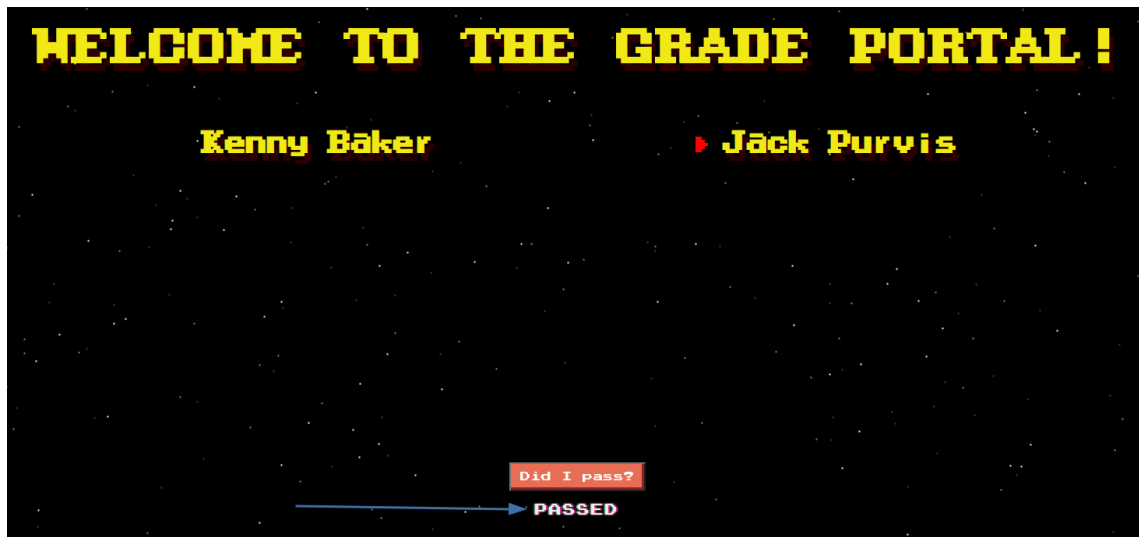 WELCOME TO THE GRADE PORTAL!
Kenny Baker Jack Purvis
Did I pass?
PASSED